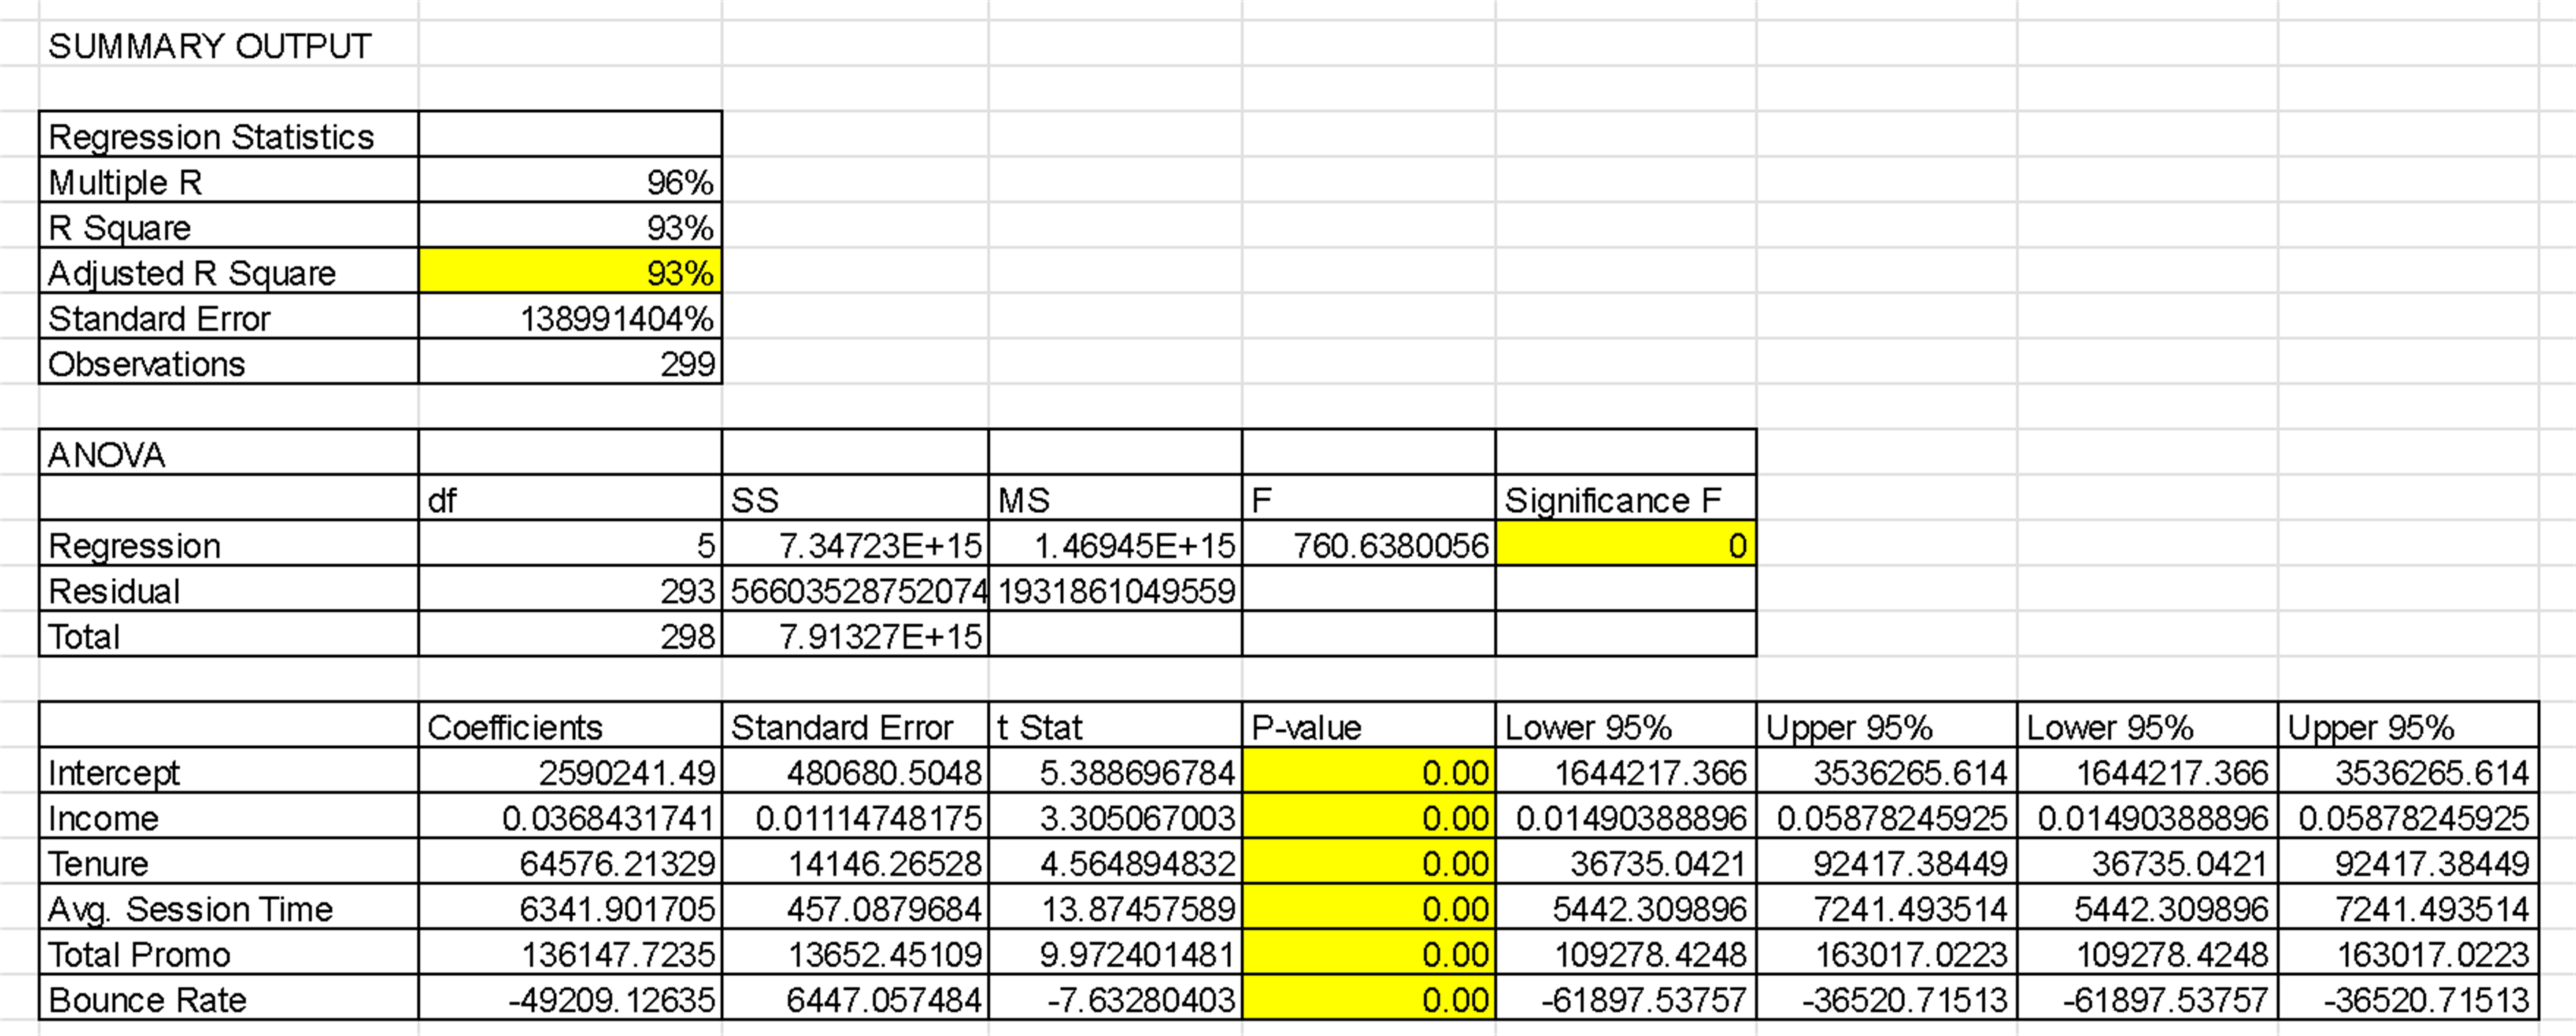 SUMMARY OUTPUT
Regression Statistics
Multiple R 96%
R Square 93%
Adjusted R Square 93%
Standard Error 138991404%
Observations 299
ANOVA
df SS MS F Significance F
Regression 5 7.34723E+15 1.46945E+15 760.6380056 0
Residual 293 56603528752074 1931861049559
Total 298 7.91327E+15
Coefficients Standard Error t Stat P-value Lower 95% Upper 95% Lower 95% Upper 95%
Intercept 2590241.49 480680.5048 5.388696784 0.00 1644217.366 3536265.614 1644217.366 3536265.614
Income 0.0368431741 0.01114748175 3.305067003 0.00 0.01490388896 0.05878245925 0.01490388896 0.05878245925
Tenure 64576.21329 14146.26528 4.564894832 0.00 36735.0421 92417.38449 36735.0421 92417.38449
Avg. Session Time 6341.901705 457.0879684 13.87457589 0.00 5442.309896 7241.493514 5442.309896 7241.493514
Total Promo 136147.7235 13652.45109 9.972401481 0.00 109278.4248 163017.0223 109278.4248 163017.0223
Bounce Rate -49209.12635 6447.057484 -7.63280403 0.00 -61897.53757 -36520.71513 -61897.53757 -36520.71513